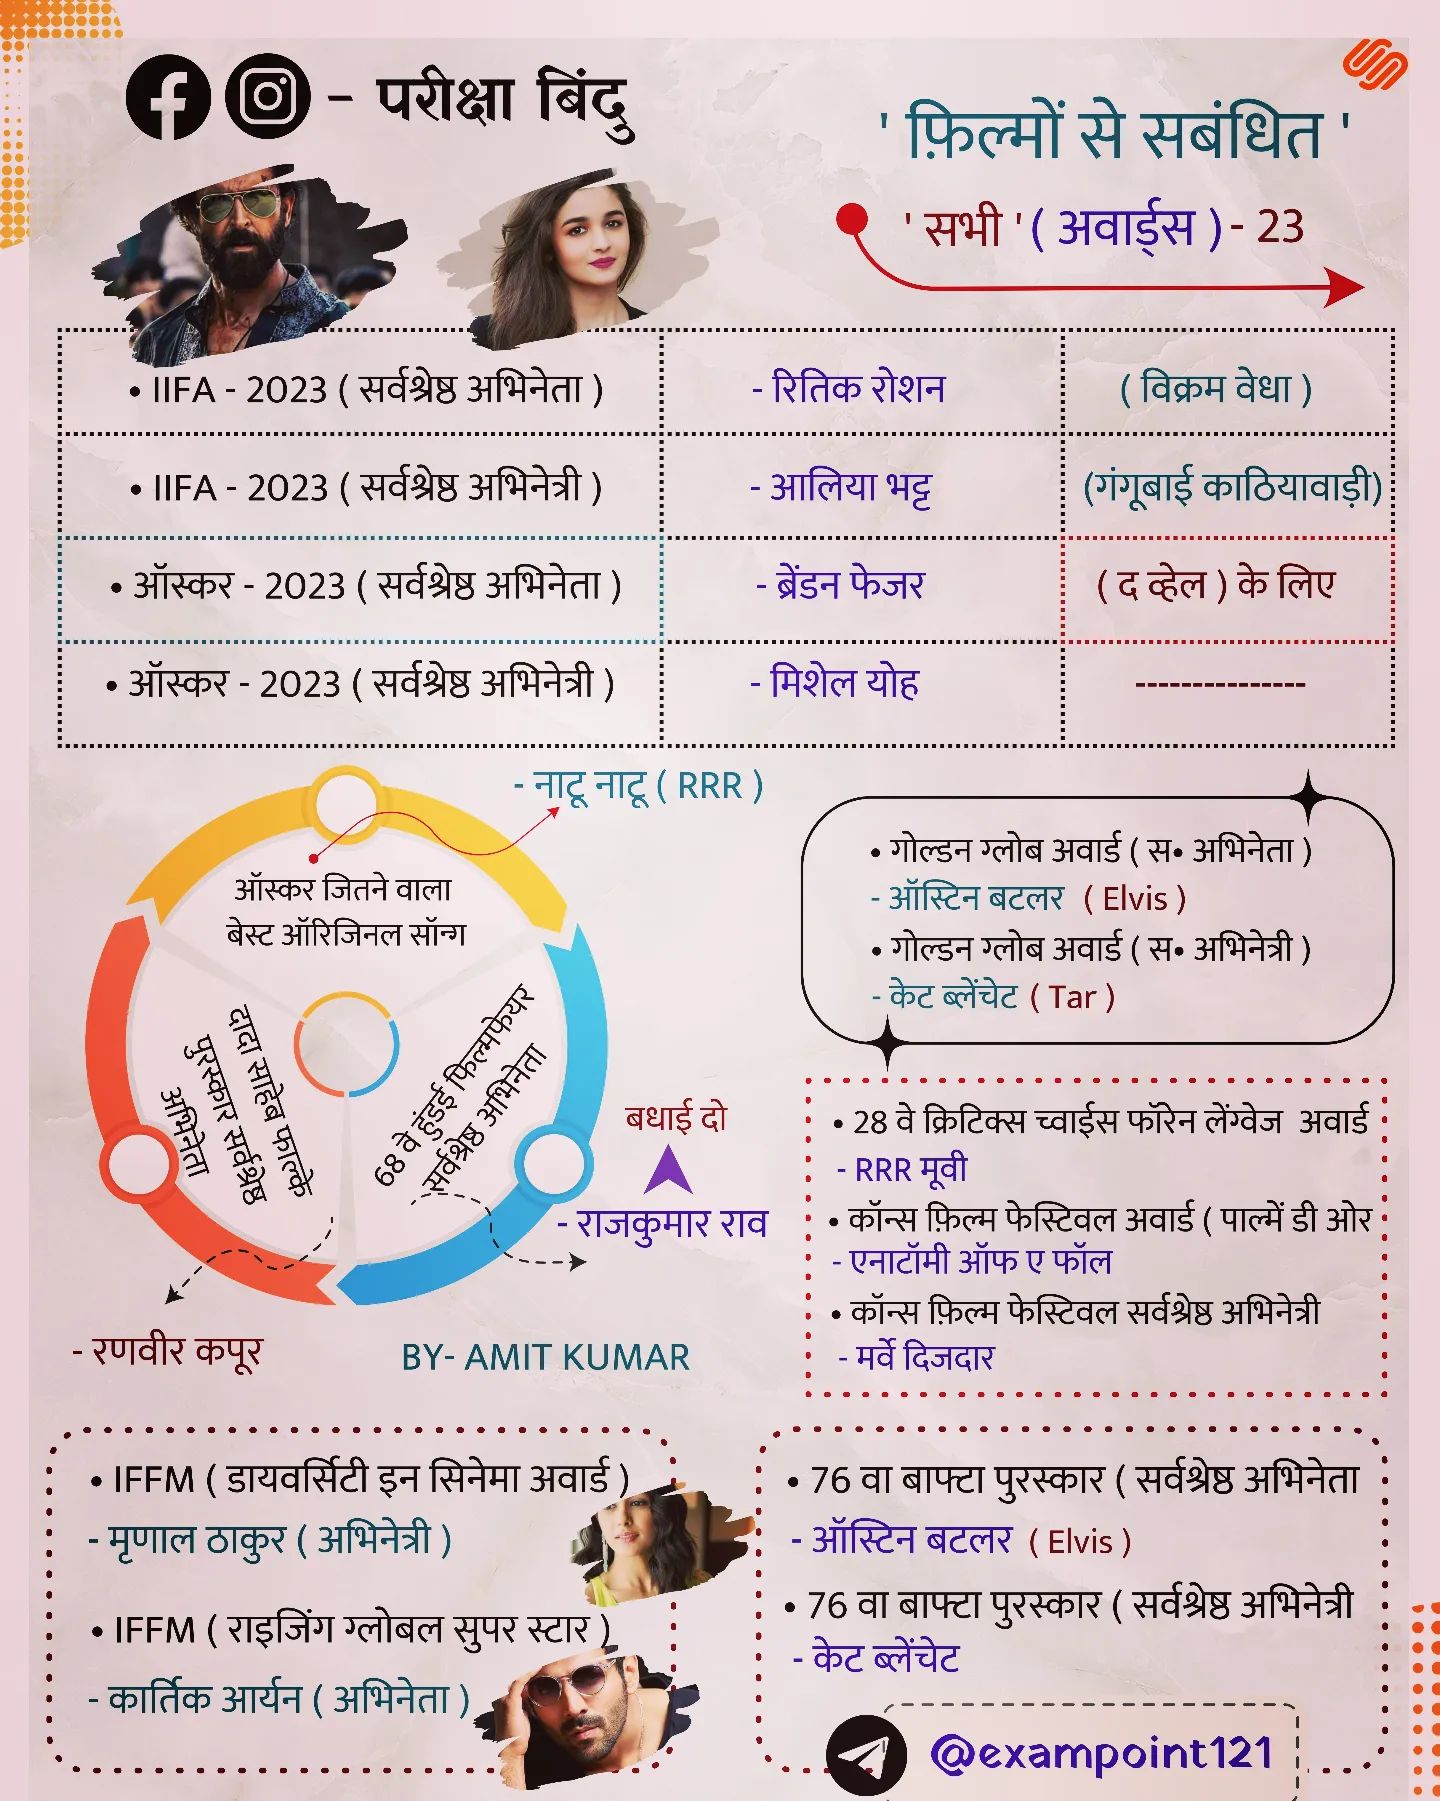 - परीक्षा बिंदु
' फ़िल्मों से सबंधित '
' सभी ' ( अवार्ड्स ) - 23
• IIFA - 2023 ( सर्वश्रेष्ठ अभिनेता ) - रितिक रोशन ( विक्रम वेधा )
• IIFA - 2023 ( सर्वश्रेष्ठ अभिनेत्री ) - आलिया भट्ट (गंगूबाई काठियावाड़ी)
• ऑस्कर - 2023 ( सर्वश्रेष्ठ अभिनेता ) - ब्रेंडन फेजर ( द व्हेल ) के लिए
• ऑस्कर - 2023 ( सर्वश्रेष्ठ अभिनेत्री ) - मिशेल योह ---------------
- नाटू नाटू ( RRR )
ऑस्कर जितने वाला
बेस्ट ऑरिजिनल सॉन्ग
दादा साहेब फाल्के
पुरस्कार सर्वश्रेष्ठ
अभिनेता
68 वे हुंडई फिल्मफेयर
सर्वश्रेष्ठ अभिनेता
बधाई दो
- राजकुमार राव
- रणवीर कपूर
BY- AMIT KUMAR
• गोल्डन ग्लोब अवार्ड ( स• अभिनेता )
- ऑस्टिन बटलर ( Elvis )
• गोल्डन ग्लोब अवार्ड ( स• अभिनेत्री )
- केट ब्लेंचेट ( Tar )
• 28 वे क्रिटिक्स च्वाईस फॉरेन लेंग्वेज अवार्ड
- RRR मूवी
• कॉन्स फ़िल्म फेस्टिवल अवार्ड ( पाल्में डी ओर
- एनाटॉमी ऑफ ए फॉल
• कॉन्स फ़िल्म फेस्टिवल सर्वश्रेष्ठ अभिनेत्री
- मर्वे दिजदार
• IFFM ( डायवर्सिटी इन सिनेमा अवार्ड )
- मृणाल ठाकुर ( अभिनेत्री )
• IFFM ( राइजिंग ग्लोबल सुपर स्टार )
- कार्तिक आर्यन ( अभिनेता )
• 76 वा बाफ्टा पुरस्कार ( सर्वश्रेष्ठ अभिनेता
- ऑस्टिन बटलर ( Elvis )
• 76 वा बाफ्टा पुरस्कार ( सर्वश्रेष्ठ अभिनेत्री
- केट ब्लेंचेट
@exampoint121